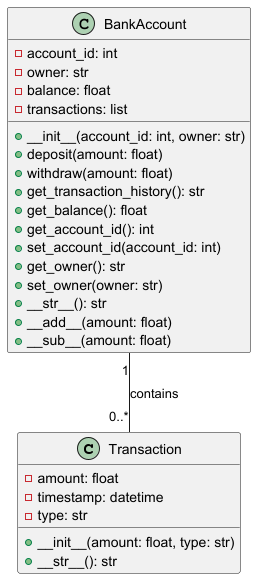 C BankAccount
account_id: int
owner: str
balance: float
transactions: list
__init__(account_id: int, owner: str)
deposit(amount: float)
withdraw(amount: float)
get_transaction_history(): str
get_balance(): float
get_account_id(): int
set_account_id(account_id: int)
get_owner(): str
set_owner(owner: str)
__str__(): str
__add__(amount: float)
__sub__(amount: float)
1
contains
0..*
C Transaction
amount: float
timestamp: datetime
type: str
__init__(amount: float, type: str)
__str__(): str